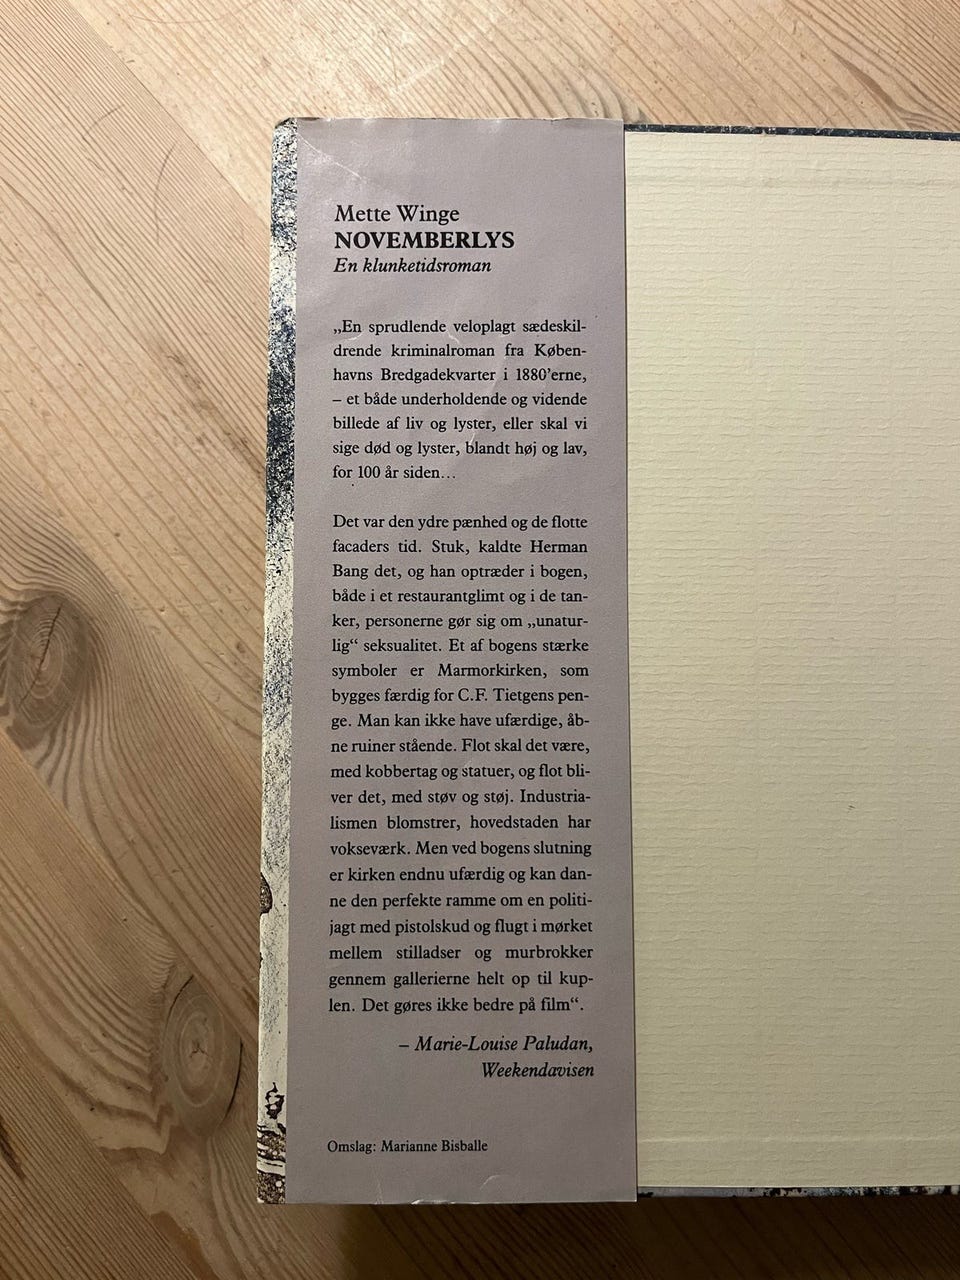 Mette Winge
NOVEMBERLYS
En klunketidsroman
„En sprudlende veloplagt sædeskil-
drende kriminalroman fra Køben-
havns Bredgadekvarter i 1880’erne,
– et både underholdende og vidende
billede af liv og lyster, eller skal vi
sige død og lyster, blandt høj og lav,
for 100 år siden...
Det var den ydre pænhed og de flotte
facaders tid. Stuk, kaldte Herman
Bang det, og han optræder i bogen,
både i et restaurantglimt og i de tan-
ker, personerne gør sig om „unatur-
lig“ seksualitet. Et af bogens stærke
symboler er Marmorkirken, som
bygges færdig for C.F. Tietgens pen-
ge. Man kan ikke have ufærdige, åb-
ne ruiner stående. Flot skal det være,
med kobbertag og statuer, og flot bli-
ver det, med støv og støj. Industria-
lismen blomstrer, hovedstaden har
vokseværk. Men ved bogens slutning
er kirken endnu ufærdig og kan dan-
ne den perfekte ramme om en politi-
jagt med pistolskud og flugt i mørket
mellem stilladser og murbrokker
gennem gallerierne helt op til kup-
len. Det gøres ikke bedre på film“.
– Marie-Louise Paludan,
Weekendavisen
Omslag: Marianne Bisballe